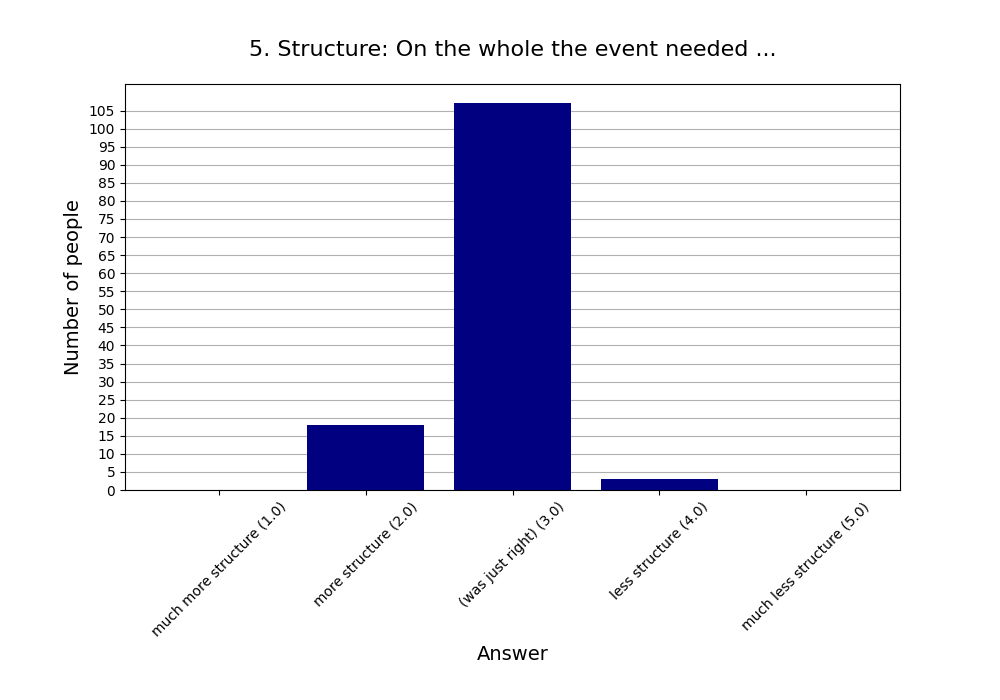 5. Structure: On the whole the event needed ...
Number of people
105
100
95
90
85
80
75
70
65
60
55
50
45
40
35
30
25
20
15
10
5
0
much more structure (1.0)
more structure (2.0)
(was just right) (3.0)
less structure (4.0)
much less structure (5.0)
Answer